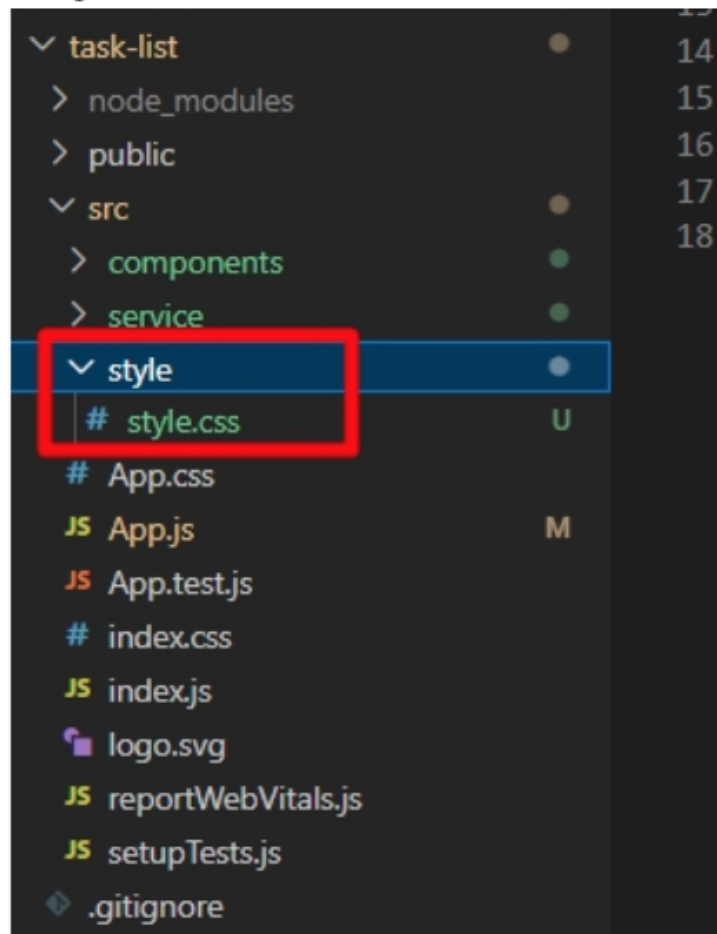 task-list
node_modules
public
src
components
service
style
# style.css U
# App.css
JS App.js M
JS App.test.js
# index.css
JS index.js
logo.svg
JS reportWebVitals.js
JS setupTests.js
.gitignore
14
15
16
17
18